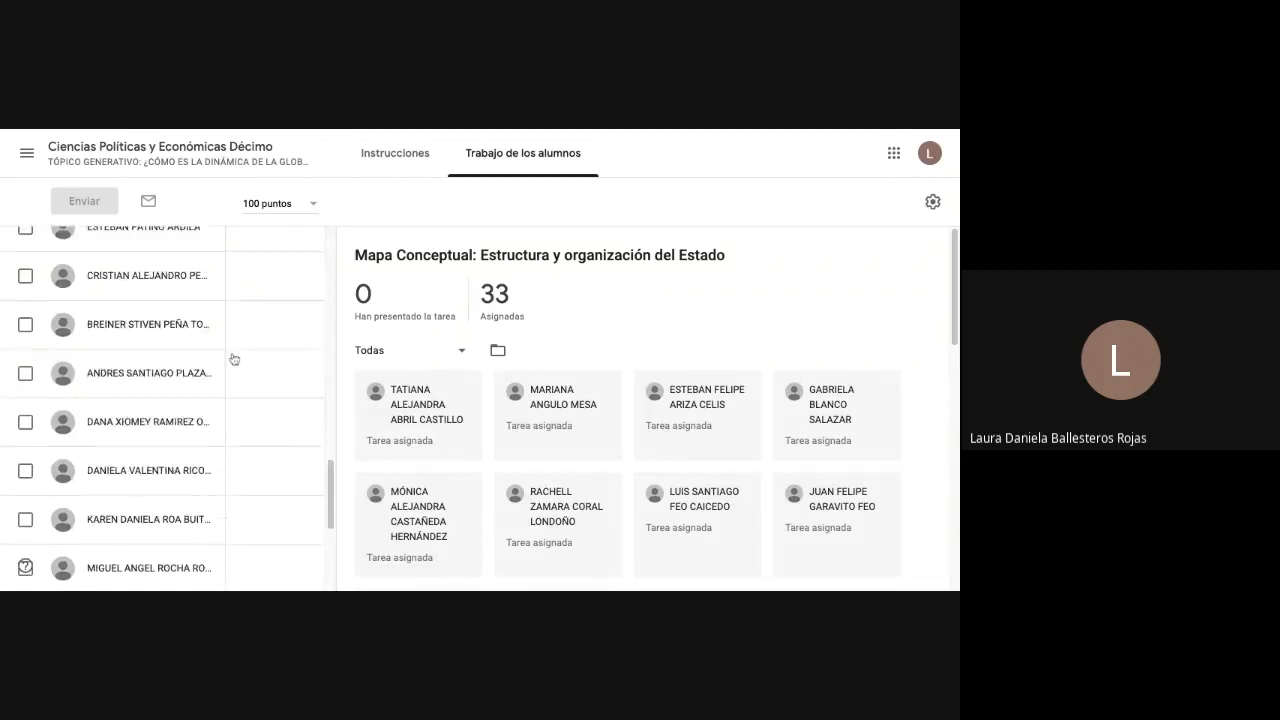 Ciencias Políticas y Económicas Décimo
TÓPICO GENERATIVO: ¿CÓMO ES LA DINÁMICA DE LA GLOB...
Instrucciones
Trabajo de los alumnos
L
Enviar
100 puntos
ESTEBAN PATIÑO ARDILA
CRISTIAN ALEJANDRO PE...
BREINER STIVEN PEÑA TO...
ANDRES SANTIAGO PLAZA...
DANA XIOMEY RAMIREZ O...
DANIELA VALENTINA RICO...
KAREN DANIELA ROA BUIT...
MIGUEL ANGEL ROCHA RO...
Mapa Conceptual: Estructura y organización del Estado
0
Han presentado la tarea
33
Asignadas
Todas
TATIANA
ALEJANDRA
ABRIL CASTILLO
Tarea asignada
MARIANA
ANGULO MESA
Tarea asignada
ESTEBAN FELIPE
ARIZA CELIS
Tarea asignada
GABRIELA
BLANCO
SALAZAR
Tarea asignada
MÓNICA
ALEJANDRA
CASTAÑEDA
HERNÁNDEZ
Tarea asignada
RACHELL
ZAMARA CORAL
LONDOÑO
Tarea asignada
LUIS SANTIAGO
FEO CAICEDO
Tarea asignada
JUAN FELIPE
GARAVITO FEO
Tarea asignada
L
Laura Daniela Ballesteros Rojas